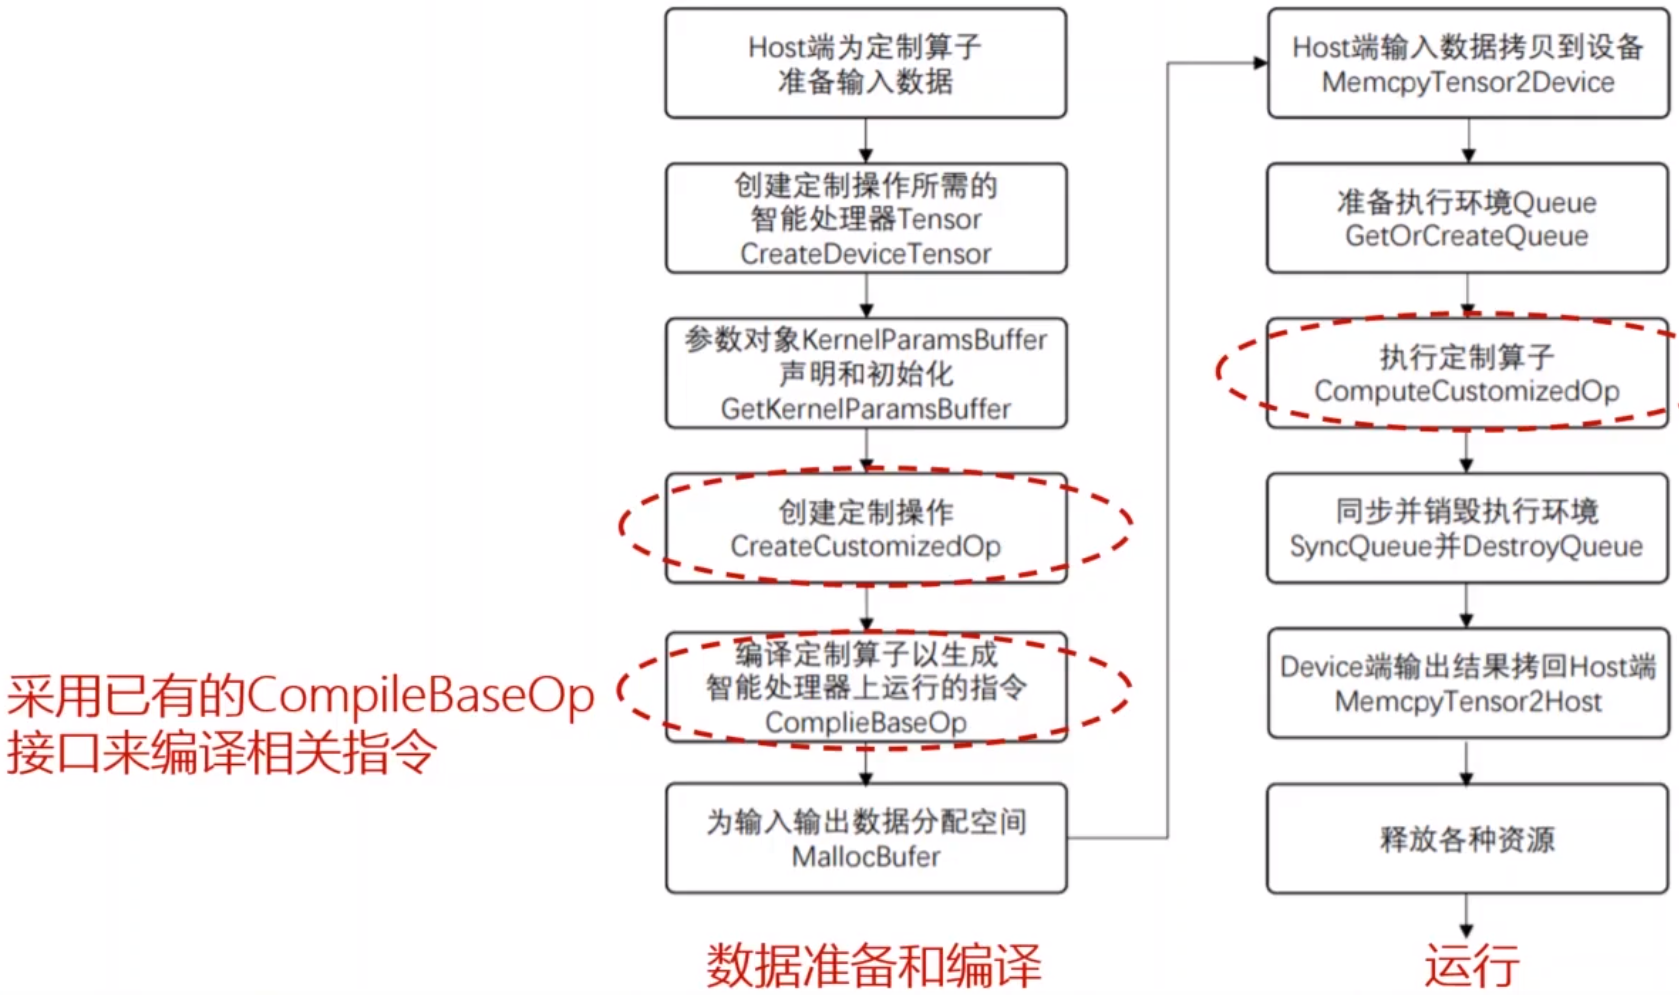 Host端为定制算子
准备输入数据
创建定制操作所需的
智能处理器Tensor
CreateDeviceTensor
参数对象KernelParamsBuffer
声明和初始化
GetKernelParamsBuffer
创建定制操作
CreateCustomizedOp
编译定制算子以生成
智能处理器上运行的指令
ComplieBaseOp
采用已有的CompileBaseOp
接口来编译相关指令
为输入输出数据分配空间
MallocBufer
数据准备和编译
Host端输入数据拷贝到设备
MemcpyTensor2Device
准备执行环境Queue
GetOrCreateQueue
执行定制算子
ComputeCustomizedOp
同步并销毁执行环境
SyncQueue并DestroyQueue
Device端输出结果拷回Host端
MemcpyTensor2Host
释放各种资源
运行